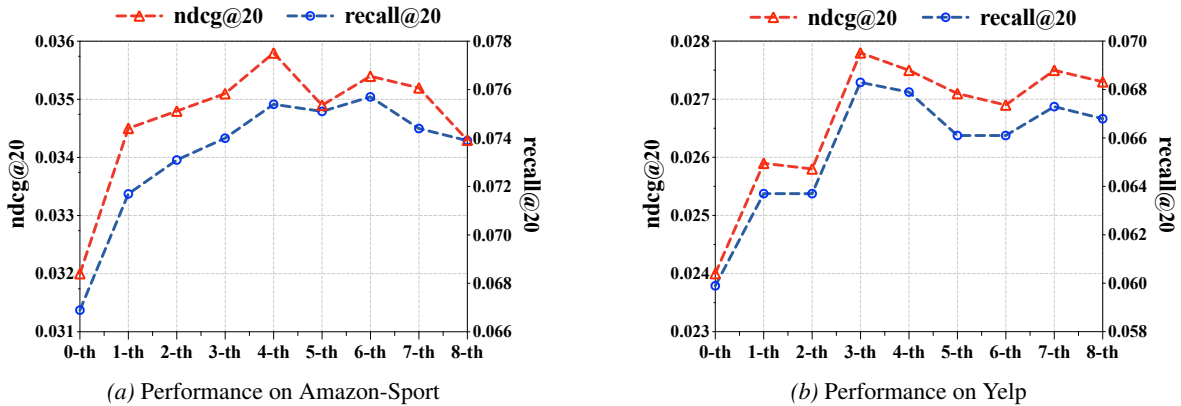 ndcg@20 recall@20
0.036 0.078
0.035 0.076
0.034 0.074
0.033 0.072
0.032 0.070
0.031 0.068
0.066
ndcg@20
recall@20
0-th 1-th 2-th 3-th 4-th 5-th 6-th 7-th 8-th
(a) Performance on Amazon-Sport
ndcg@20 recall@20
0.028 0.070
0.027 0.068
0.026 0.066
0.025 0.064
0.024 0.062
0.023 0.060
0.058
ndcg@20
recall@20
0-th 1-th 2-th 3-th 4-th 5-th 6-th 7-th 8-th
(b) Performance on Yelp